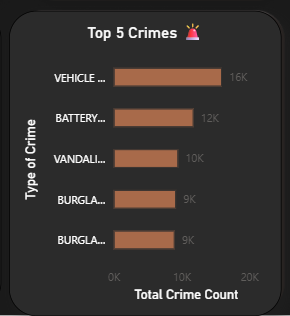 Top 5 Crimes
Type of Crime
VEHICLE ...
16K
BATTERY...
12K
VANDALI...
10K
BURGLA...
9K
BURGLA...
9K
0K
10K
20K
Total Crime Count